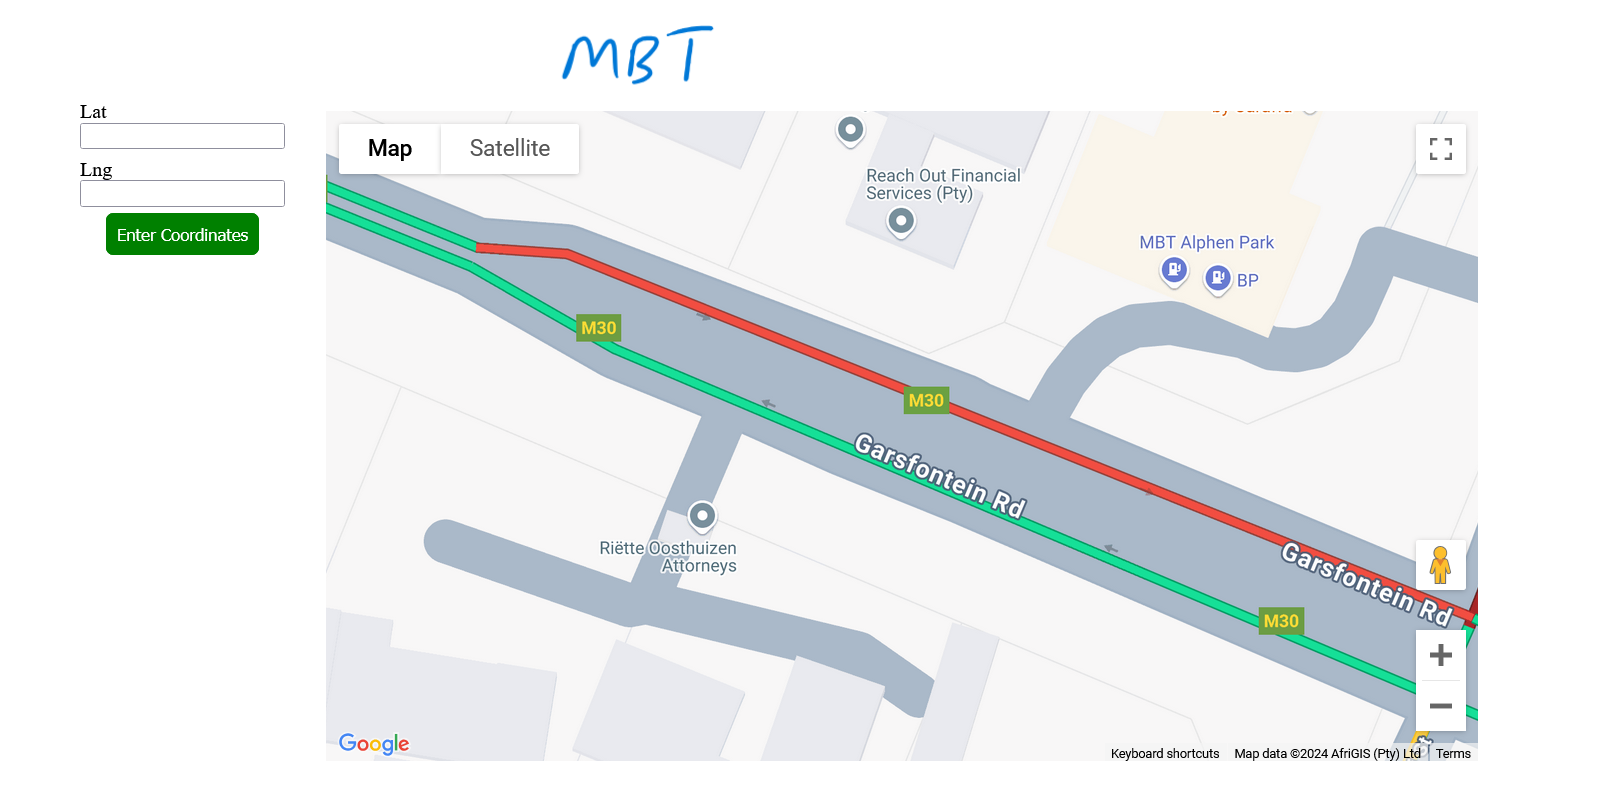 MBT
Lat
Lng
Enter Coordinates
Map
Satellite
Reach Out Financial
Services (Pty)
MBT Alphen Park
BP
M30
M30
Garsfontein Rd
Riëtte Oosthuizen
Attorneys
Garsfontein Rd
M30
Google
Keyboard shortcuts
Map data ©2024 AfriGIS (Pty) Ltd
Terms